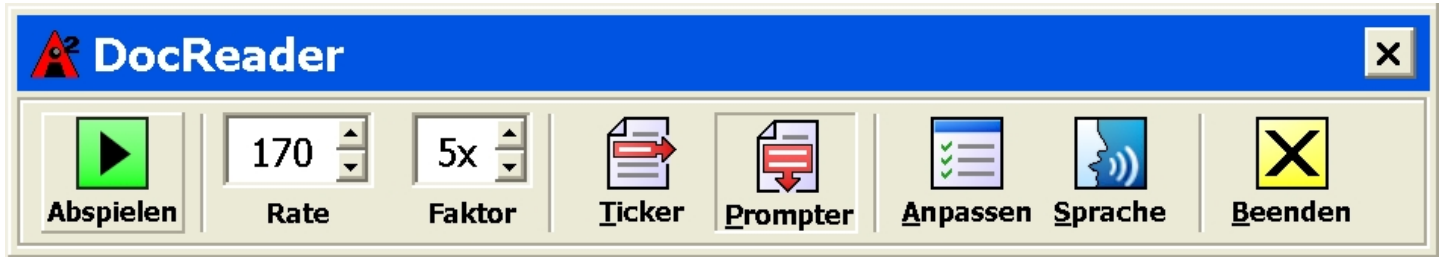 DocReader
170 5x
Abspielen Rate Faktor Ticker Prompter Anpassen Sprache Beenden